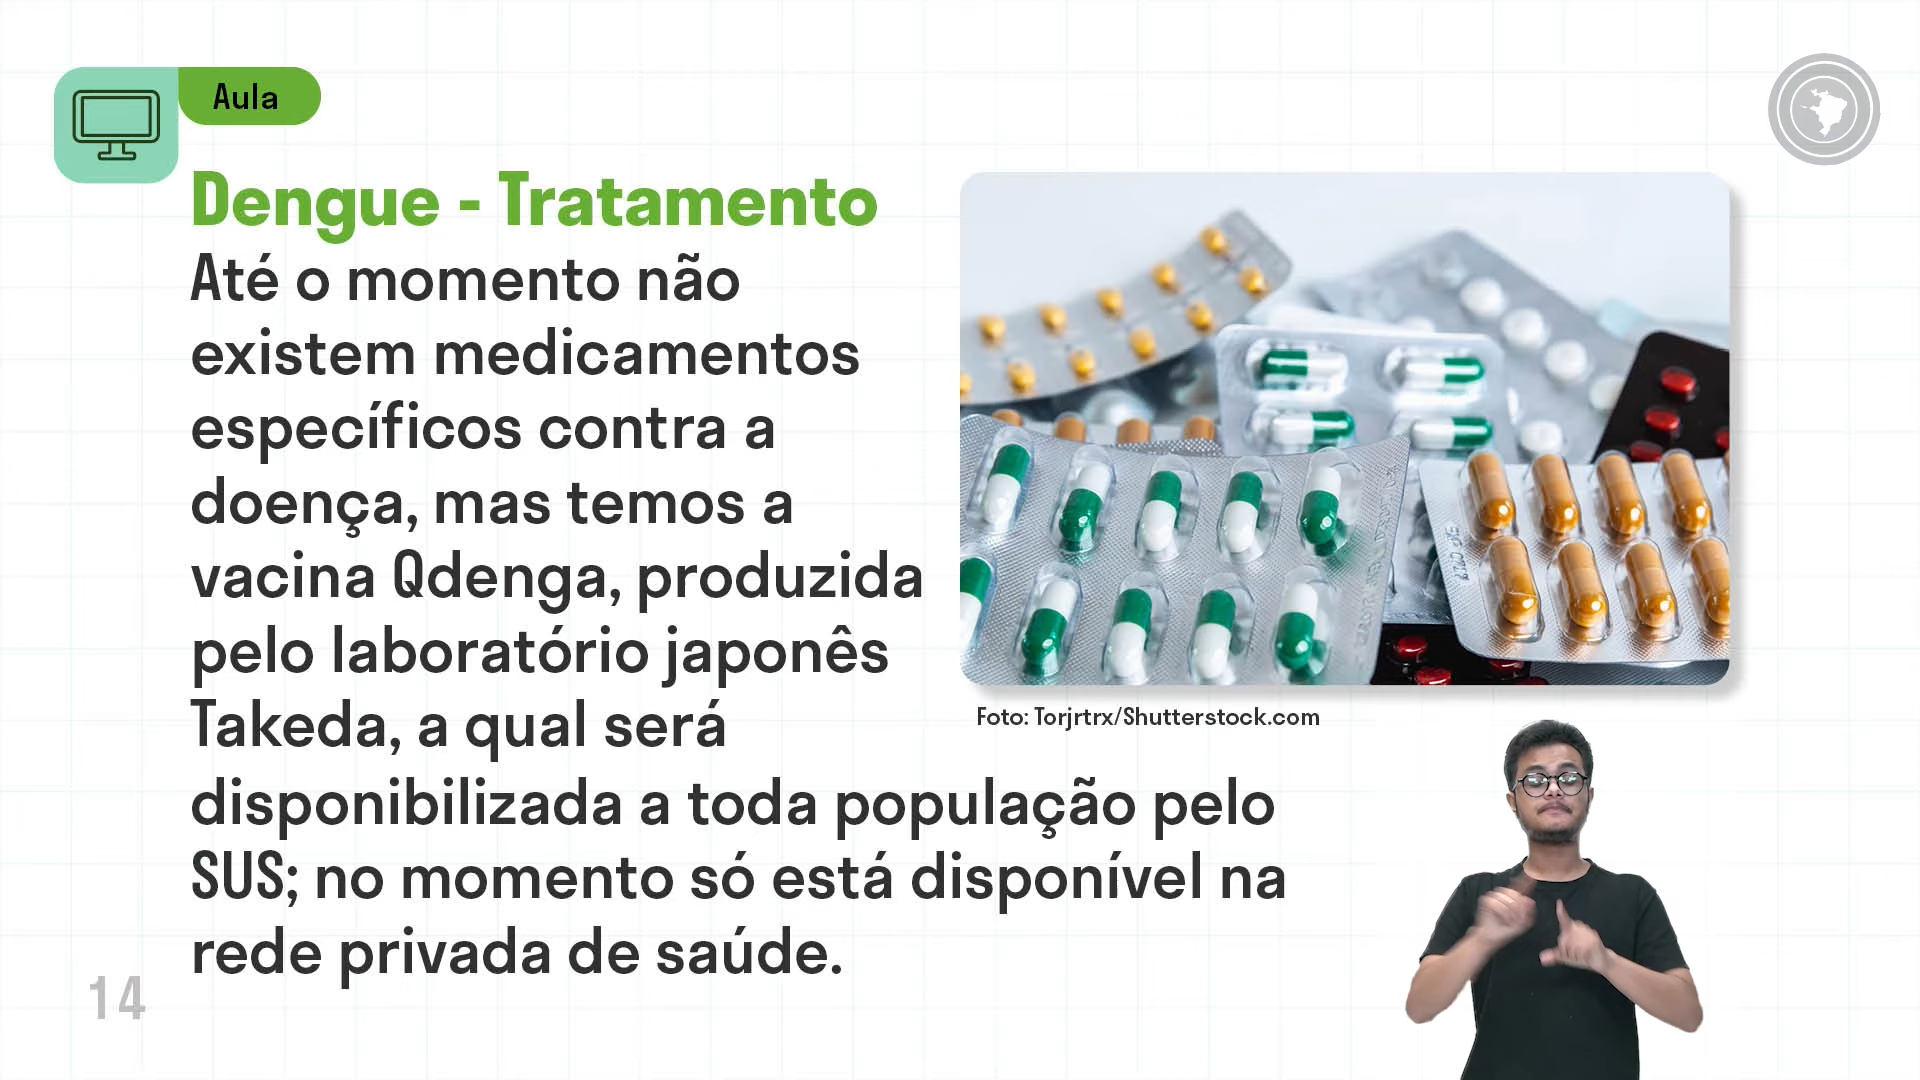 Aula
Dengue - Tratamento
Até o momento não
existem medicamentos
específicos contra a
doença, mas temos a
vacina Qdenga, produzida
pelo laboratório japonês
Takeda, a qual será
disponibilizada a toda população pelo
SUS; no momento só está disponível na
rede privada de saúde.
Foto: Torjrtrx/Shutterstock.com
14